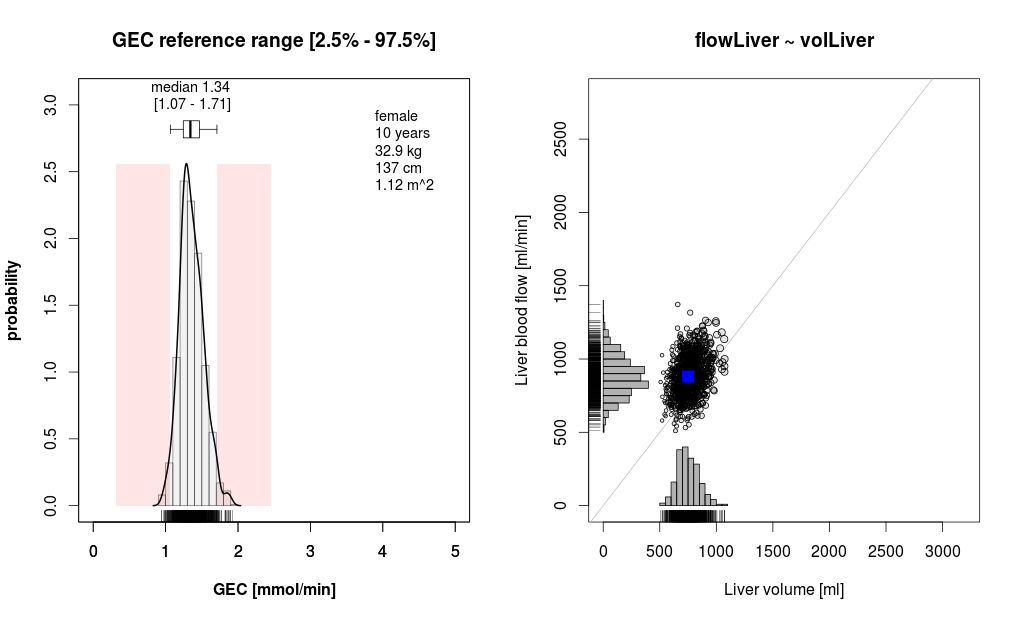 GEC reference range [2.5% - 97.5%]
median 1.34
[1.07 - 1.71]
female
10 years
32.9 kg
137 cm
1.12 m^2
probability
0.0
0.5
1.0
1.5
2.0
2.5
3.0
0 1 2 3 4 5
GEC [mmol/min]
flowLiver ~ volLiver
Liver blood flow [ml/min]
0
500
1000
1500
2000
2500
0 500 1000 1500 2000 2500 3000
Liver volume [ml]